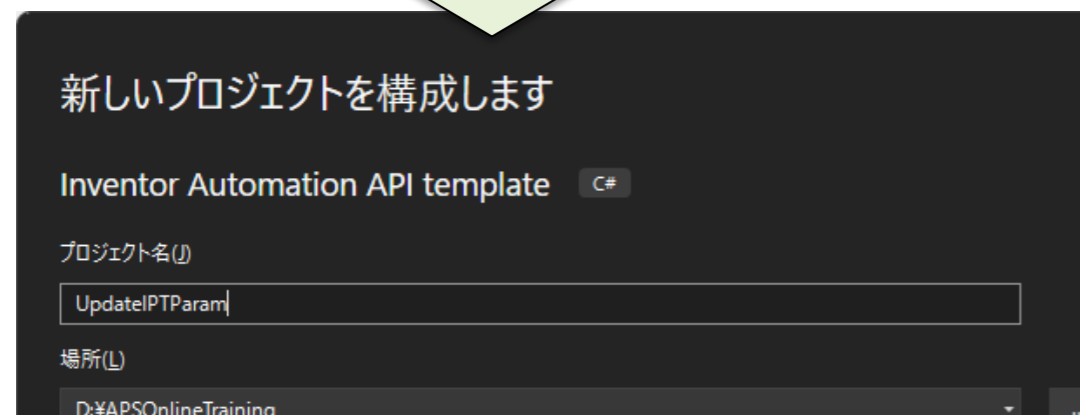 新しいプロジェクトを構成します
Inventor Automation API template C#
プロジェクト名(J)
UpdateIPTParam
場所(L)
D:¥APSOnlineTraining